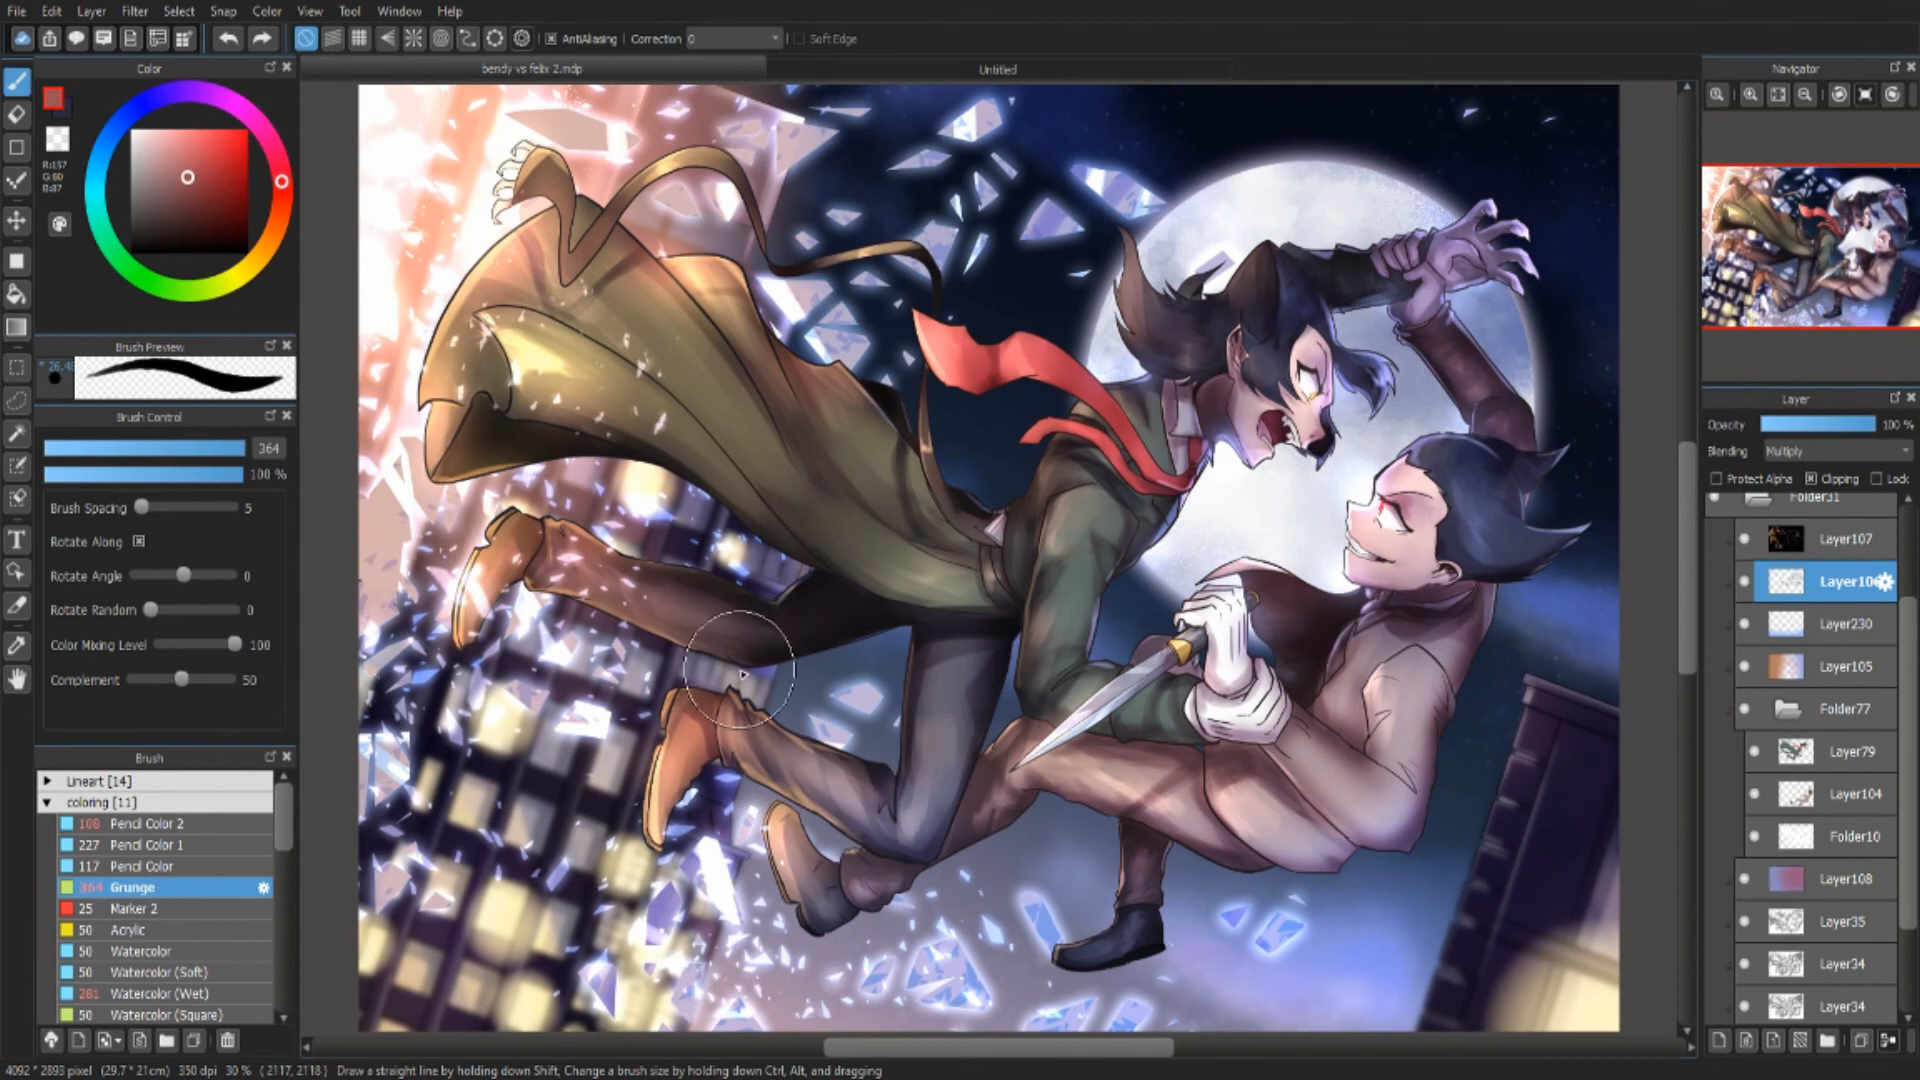 File Edit Layer Filter Select Snap Color View Tool Window Help
AntiAliasing Correction 0 Soft Edge
Color
bendy vs felix 2.mdp
Untitled
Navigator
R:157
G:80
B:87
Brush Preview
* 26.48
Brush Control
364
100 %
Brush Spacing 5
Rotate Along
Rotate Angle 0
Rotate Random 0
Color Mixing Level 100
Complement 50
Brush
Lineart [14]
coloring [11]
108 Pencil Color 2
227 Pencil Color 1
117 Pencil Color
364 Grunge
25 Marker 2
50 Acrylic
50 Watercolor
50 Watercolor (Soft)
281 Watercolor (Wet)
50 Watercolor (Square)
Layer
Opacity 100 %
Blending Multiply
Protect Alpha Clipping Lock
Folder31
Layer107
Layer10
Layer230
Layer105
Folder77
Layer79
Layer104
Folder10
Layer108
Layer35
Layer34
Layer34
4092 * 2893 pixel (29.7 * 21cm) 350 dpi 30 % ( 2117, 2118 ) Draw a straight line by holding down Shift, Change a brush size by holding down Ctrl, Alt, and dragging